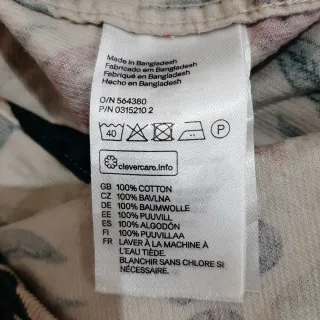 Made in Bangladesh
Fabricado em Bangladesh
Fabriqué en Bangladesh
Hecho en Bangladesh
O/N 564380
P/N 0315210 2
40 P
clevercare.info
GB 100% COTTON
CZ 100% BAVLNA
DE 100% BAUMWOLLE
EE 100% PUUVILL
ES 100% ALGODÓN
FI 100% PUUVILLAA
FR LAVER À LA MACHINE À
L'EAU TIÈDE.
BLANCHIR SANS CHLORE SI
NÉCESSAIRE.